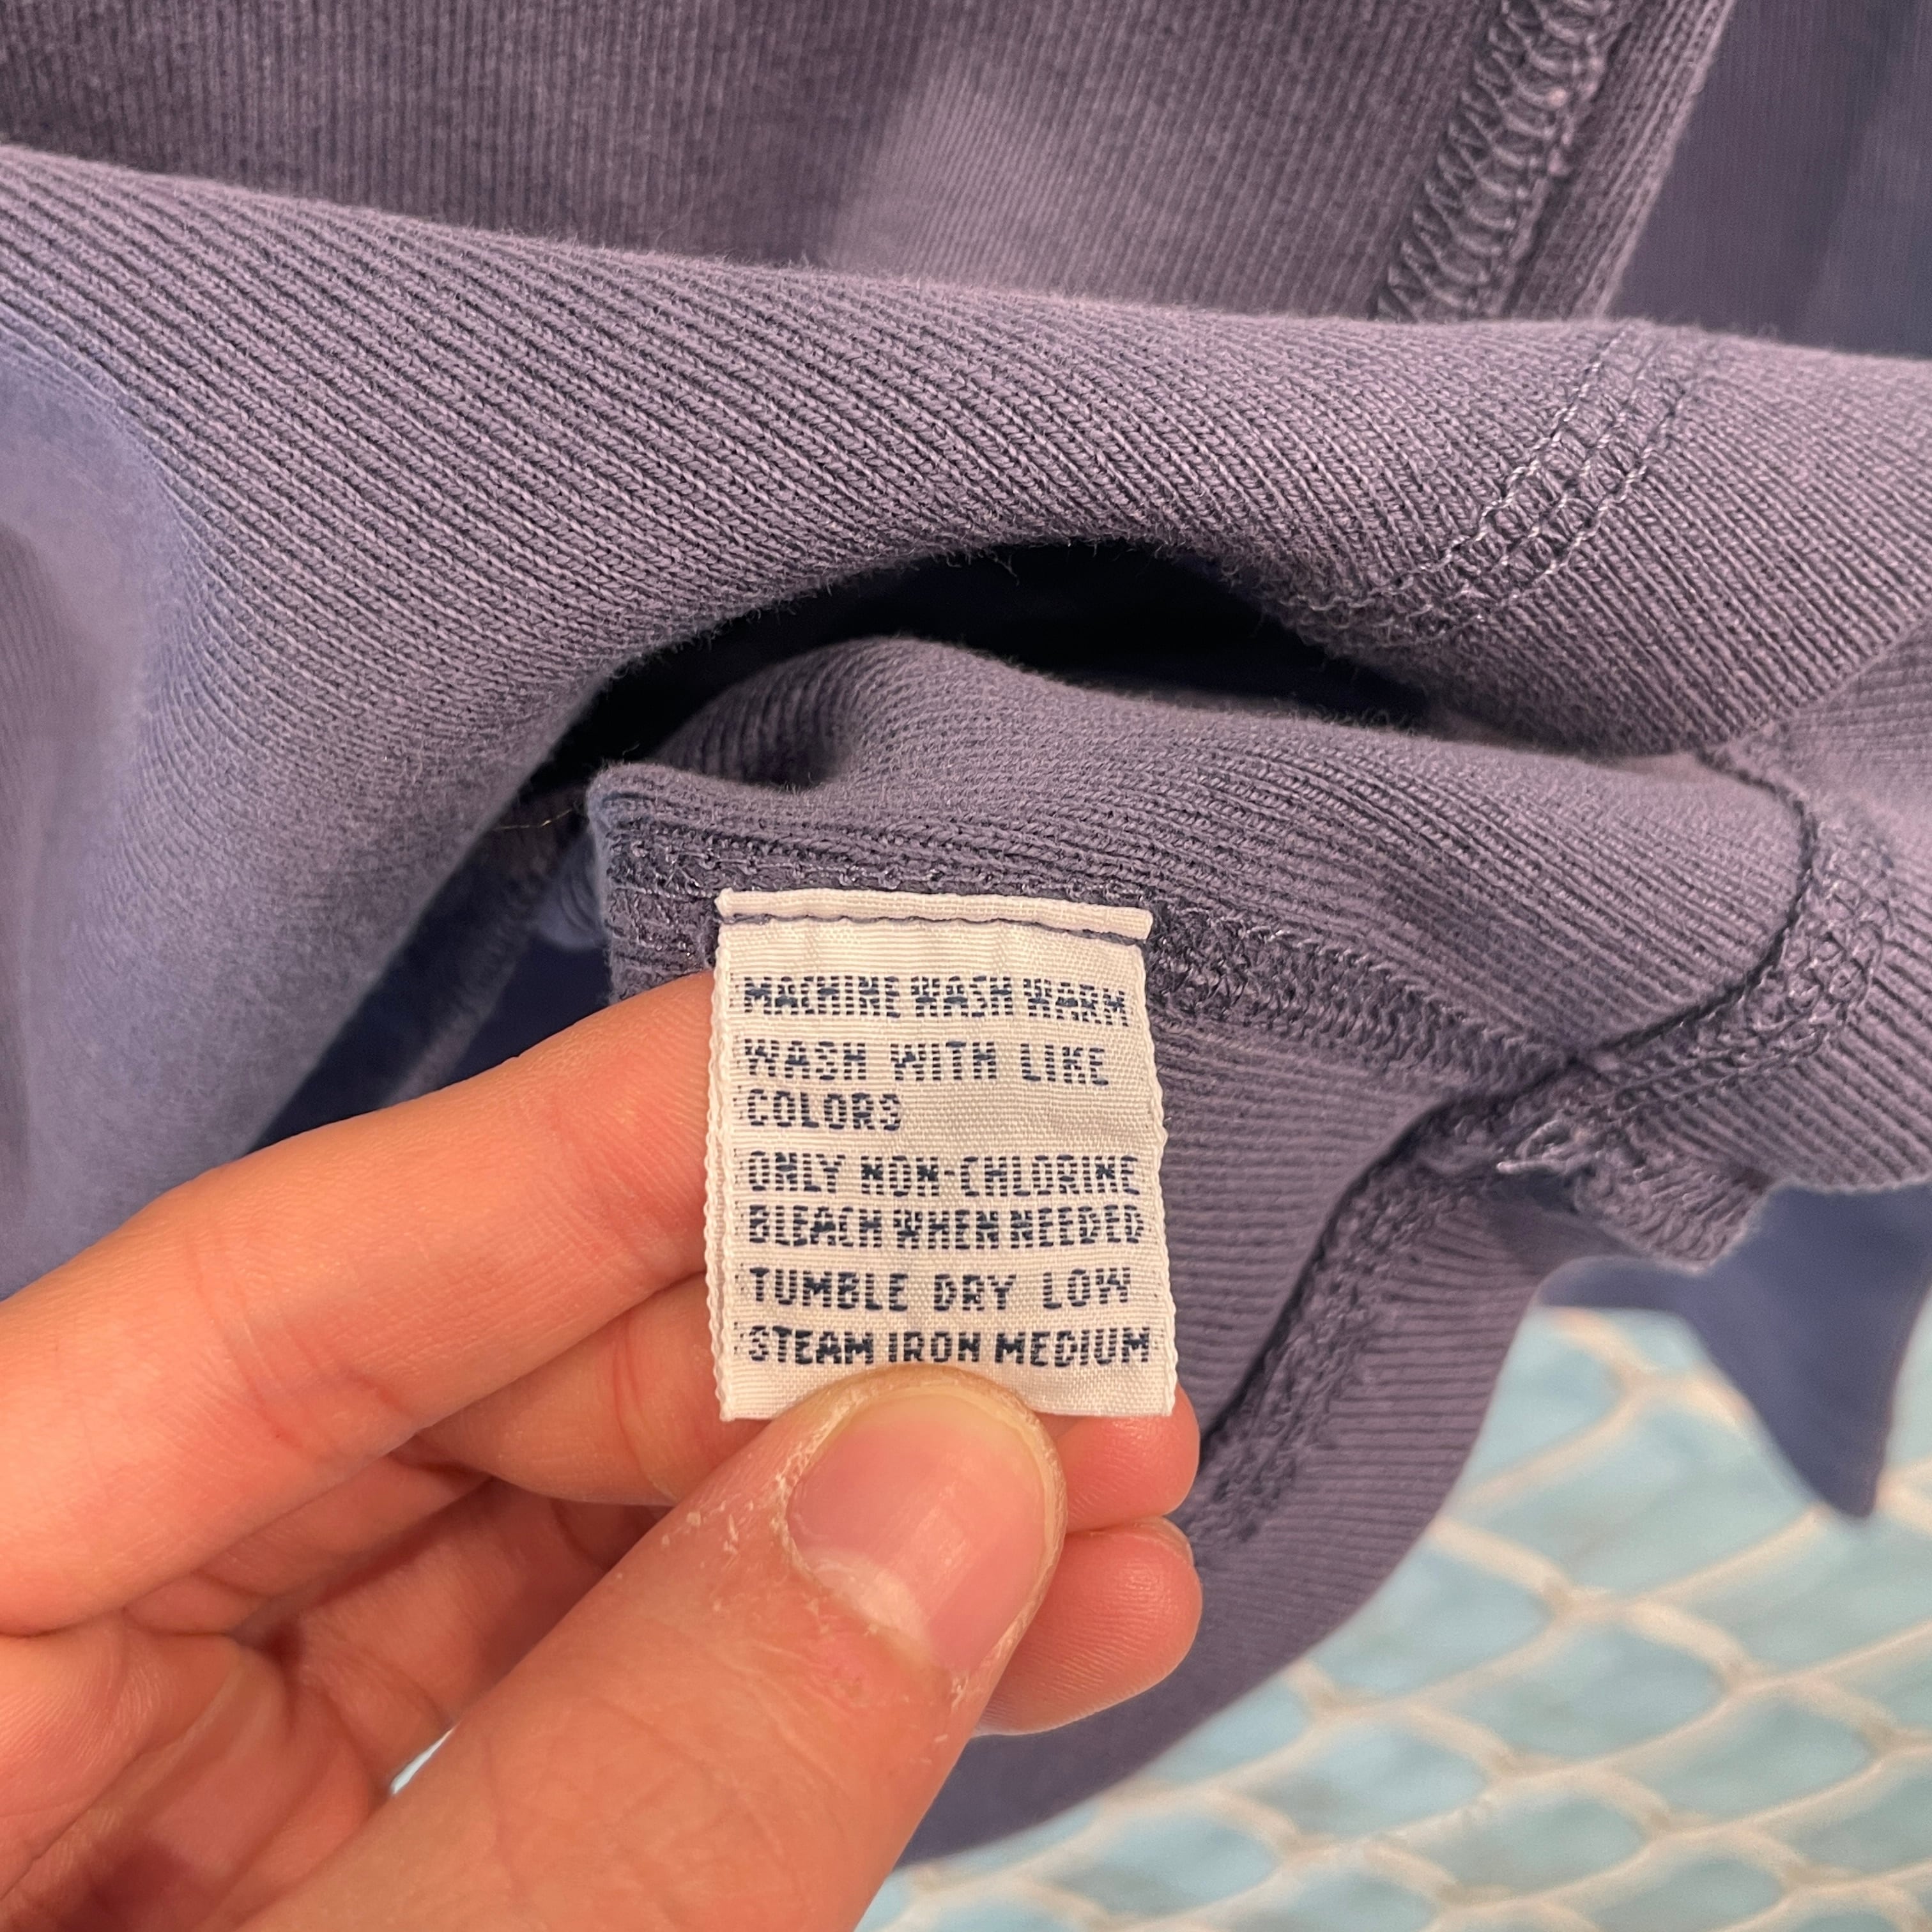 MACHINE WASH WARM
WASH WITH LIKE
COLORS
ONLY NON-CHLORINE
BLEACH WHEN NEEDED
TUMBLE DRY LOW
STEAM IRON MEDIUM